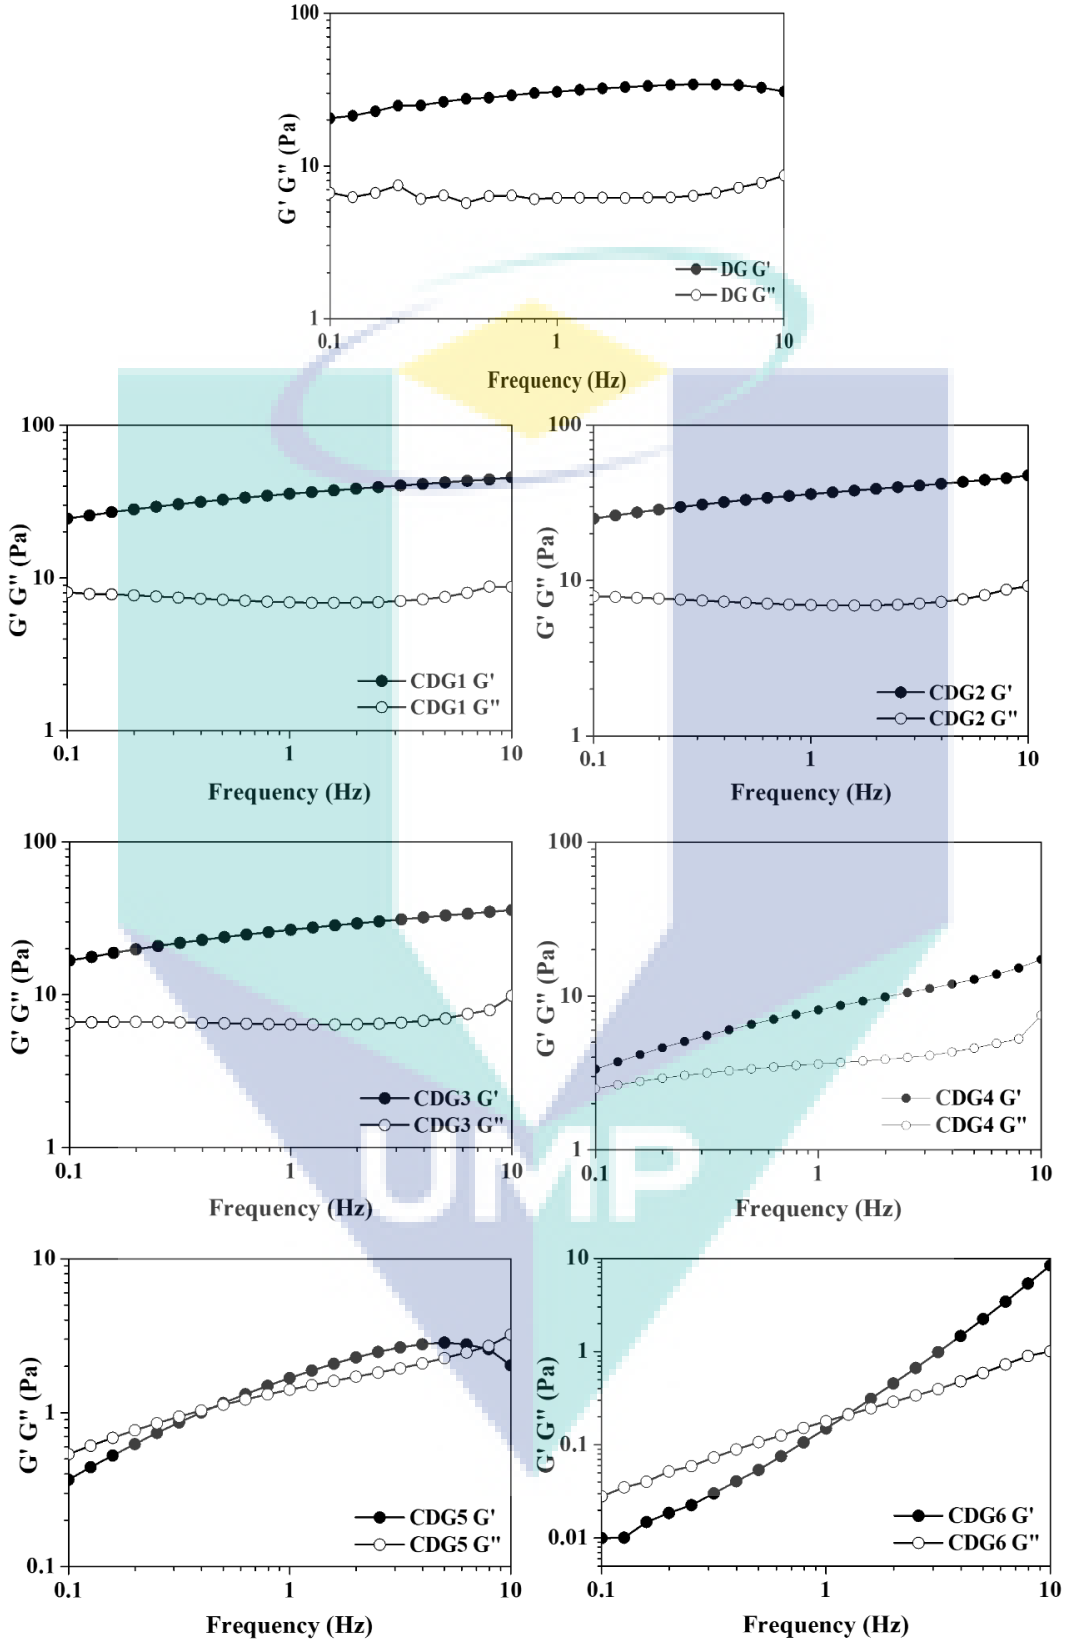 100
10
1
G' G" (Pa)
DG G'
DG G"
0.1 1 10
Frequency (Hz)
100
10
1
G' G" (Pa)
CDG1 G'
CDG1 G"
0.1 1 10
Frequency (Hz)
100
10
1
G' G" (Pa)
CDG2 G'
CDG2 G"
0.1 1 10
Frequency (Hz)
100
10
1
G' G" (Pa)
CDG3 G'
CDG3 G"
0.1 1 10
Frequency (Hz)
100
10
1
G' G" (Pa)
CDG4 G'
CDG4 G"
0.1 1 10
Frequency (Hz)
UMP
10
1
0.1
G' G" (Pa)
CDG5 G'
CDG5 G"
0.1 1 10
Frequency (Hz)
10
1
0.1
0.01
G' G" (Pa)
CDG6 G'
CDG6 G"
0.1 1 10
Frequency (Hz)